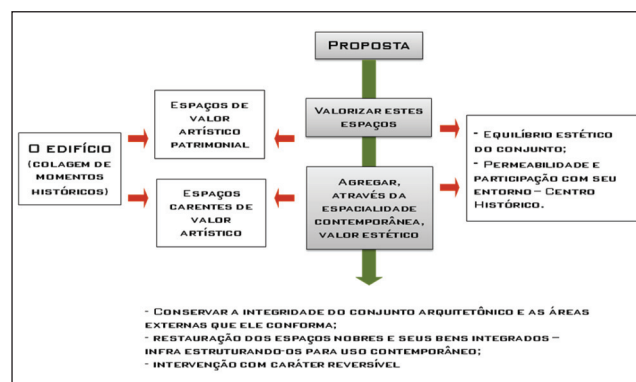 PROPOSTA
ESPAÇOS DE
VALOR
ARTÍSTICO
PATRIMONIAL
VALORIZAR ESTES
ESPAÇOS
O EDIFÍCIO
(COLAGEM DE
MOMENTOS
HISTÓRICOS)
- EQUILÍBRIO ESTÉTICO
DO CONJUNTO;
- PERMEABILIDADE E
PARTICIPAÇÃO COM SEU
ENTORNO – CENTRO
HISTÓRICO.
ESPAÇOS
CARENTES DE
VALOR
ARTÍSTICO
AGREGAR,
ATRAVÉS DA
ESPACIALIDADE
CONTEMPORÂNEA,
VALOR ESTÉTICO
- CONSERVAR A INTEGRIDADE DO CONJUNTO ARQUITETÔNICO E AS ÁREAS
EXTERNAS QUE ELE CONFORMA;
- RESTAURAÇÃO DOS ESPAÇOS NOBRES E SEUS BENS INTEGRADOS –
INFRA ESTRUTURANDO-OS PARA USO CONTEMPORÂNEO;
- INTERVENÇÃO COM CARÁTER REVERSÍVEL